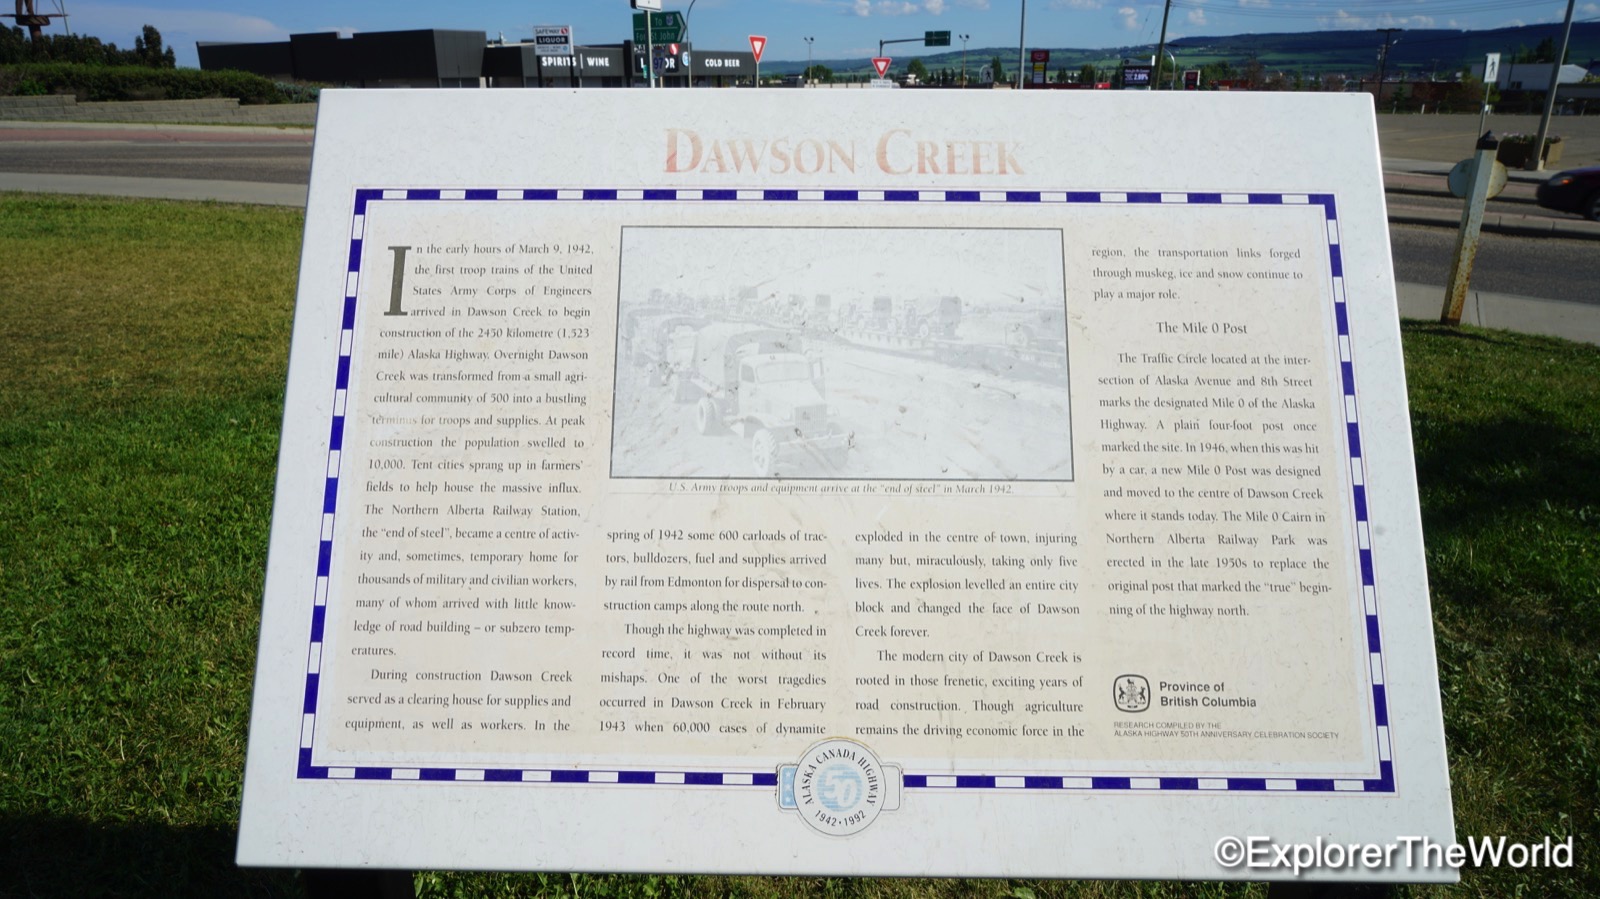 SAFEWAY
LIQUOR
To
Fort St John
97
SPIRITS WINE
LIQUOR
COLD BEER
DAWSON CREEK
In the early hours of March 9, 1942,
the first troop trains of the United
States Army Corps of Engineers
arrived in Dawson Creek to begin
construction of the 2450 kilometre (1,523
mile) Alaska Highway. Overnight Dawson
Creek was transformed from a small agri-
cultural community of 500 into a bustling
terminus for troops and supplies. At peak
construction the population swelled to
10,000. Tent cities sprang up in farmers'
fields to help house the massive influx.
The Northern Alberta Railway Station,
the "end of steel", became a centre of activ-
ity and, sometimes, temporary home for
thousands of military and civilian workers,
many of whom arrived with little know-
ledge of road building – or subzero temp-
eratures.
During construction Dawson Creek
served as a clearing house for supplies and
equipment, as well as workers. In the
U.S. Army troops and equipment arrive at the "end of steel" in March 1942.
spring of 1942 some 600 carloads of trac-
tors, bulldozers, fuel and supplies arrived
by rail from Edmonton for dispersal to con-
struction camps along the route north.
Though the highway was completed in
record time, it was not without its
mishaps. One of the worst tragedies
occurred in Dawson Creek in February
1943 when 60,000 cases of dynamite
exploded in the centre of town, injuring
many but, miraculously, taking only five
lives. The explosion levelled an entire city
block and changed the face of Dawson
Creek forever.
The modern city of Dawson Creek is
rooted in those frenetic, exciting years of
road construction. Though agriculture
remains the driving economic force in the
region, the transportation links forged
through muskeg, ice and snow continue to
play a major role.
The Mile 0 Post
The Traffic Circle located at the inter-
section of Alaska Avenue and 8th Street
marks the designated Mile 0 of the Alaska
Highway. A plain four-foot post once
marked the site. In 1946, when this was hit
by a car, a new Mile 0 Post was designed
and moved to the centre of Dawson Creek
where it stands today. The Mile 0 Cairn in
Northern Alberta Railway Park was
erected in the late 1950s to replace the
original post that marked the "true" begin-
ning of the highway north.
Province of
British Columbia
RESEARCH COMPILED BY THE
ALASKA HIGHWAY 50TH ANNIVERSARY CELEBRATION SOCIETY
ALASKA CANADA HIGHWAY
50
1942 • 1992
©ExplorerTheWorld